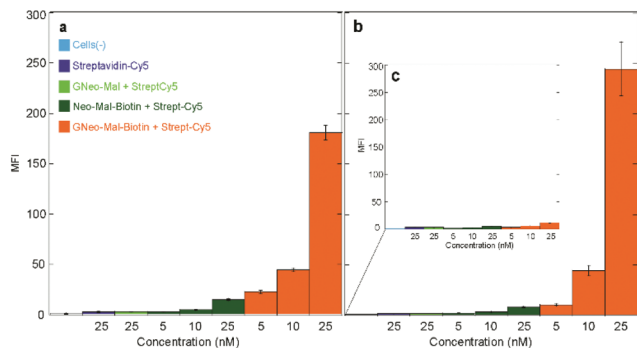 300
250
200
150
100
50
0
MFI
a
Cells(-)
Streptavidin-Cy5
GNeo-Mal + StreptCy5
Neo-Mal-Biotin + Strept-Cy5
GNeo-Mal-Biotin + Strept-Cy5
25 25 5 10 25 5 10 25
Concentration (nM)
b
25 25 5 10 25 5 10 25
Concentration (nM)
c
300
250
200
150
100
50
0
MFI
25 25 5 10 25 5 10 25
Concentration (nM)